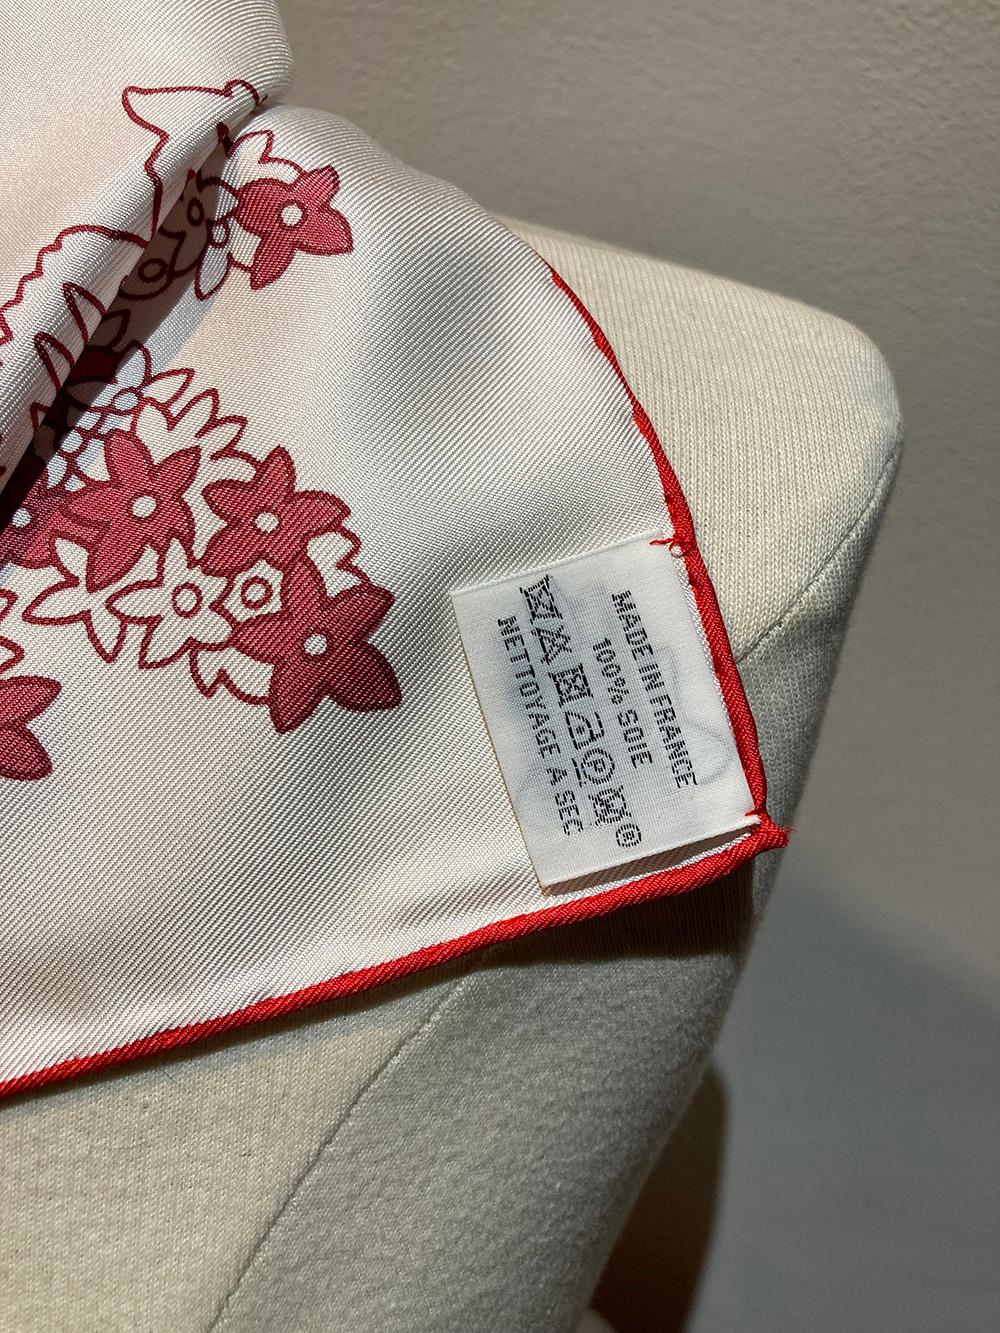 MADE IN FRANCE
100% SOIE
®
NETTOYAGE A SEC